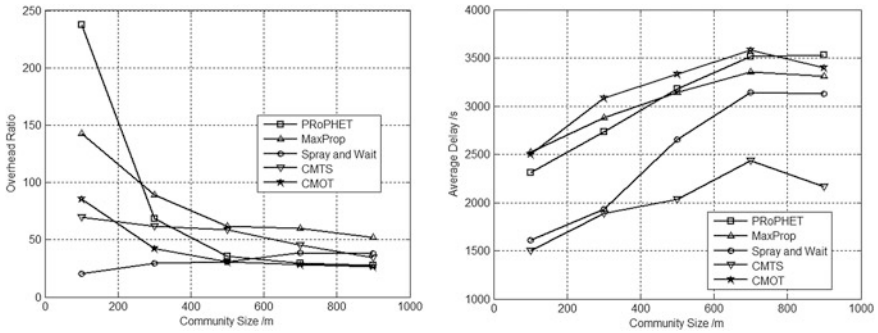 250
200
150
100
50
0
Overhead Ratio
0 200 400 600 800 1000
Community Size /m
PRoPHET
MaxProp
Spray and Wait
CMTS
CMOT
4000
3500
3000
2500
2000
1500
1000
Average Delay /s
0 200 400 600 800 1000
Community Size /m
PRoPHET
MaxProp
Spray and Wait
CMTS
CMOT